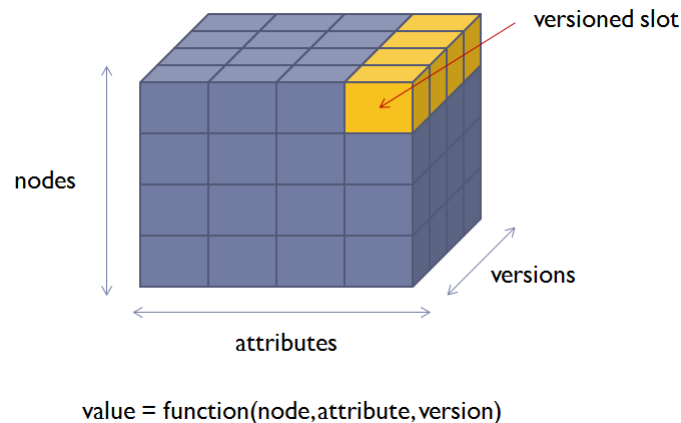 versioned slot
nodes
versions
attributes
value = function(node,attribute,version)